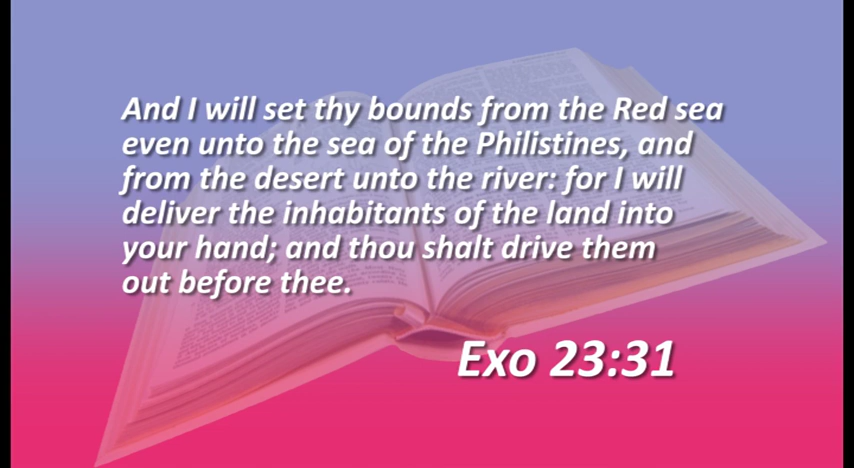 And I will set thy bounds from the Red sea
even unto the sea of the Philistines, and
from the desert unto the river: for I will
deliver the inhabitants of the land into
your hand; and thou shalt drive them
out before thee.
Exo 23:31